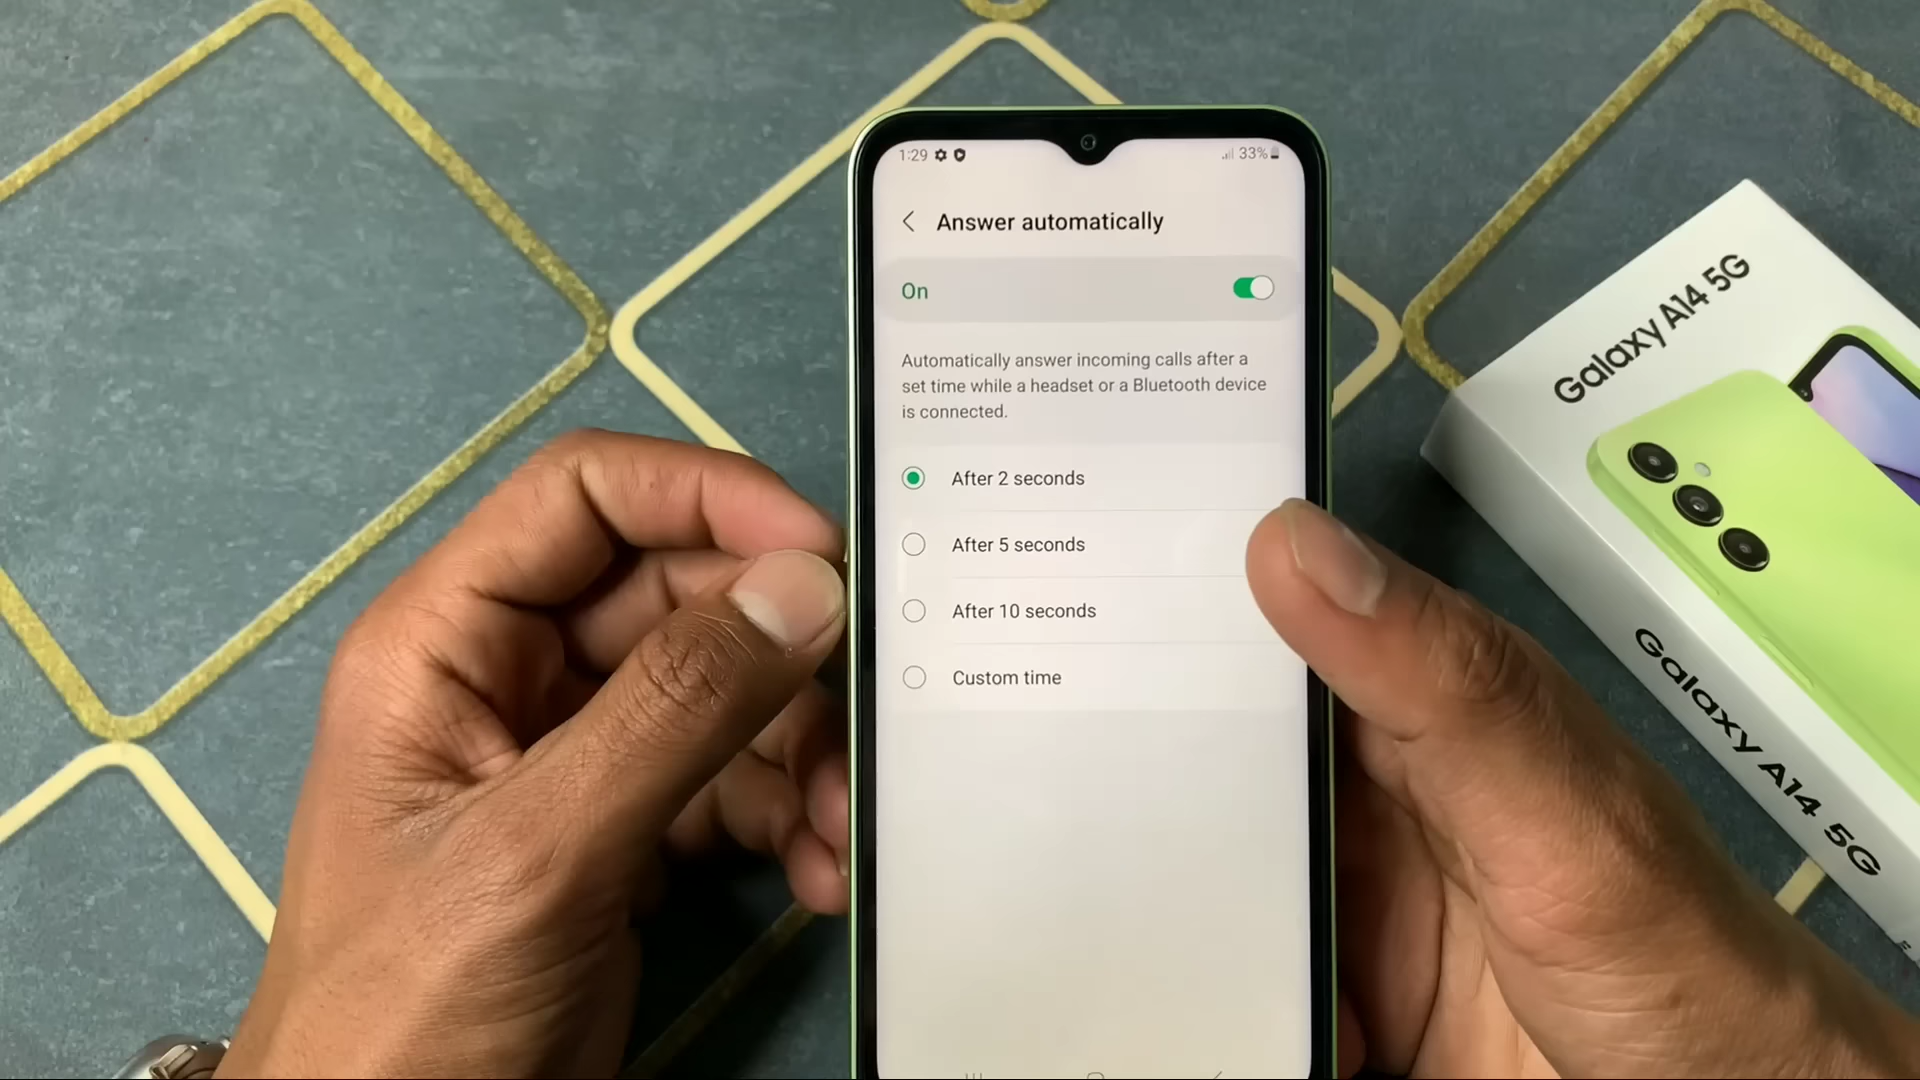 1:29 33%
Answer automatically
On
Automatically answer incoming calls after a
set time while a headset or a Bluetooth device
is connected.
After 2 seconds
After 5 seconds
After 10 seconds
Custom time
Galaxy A14 5G
Galaxy A14 5G